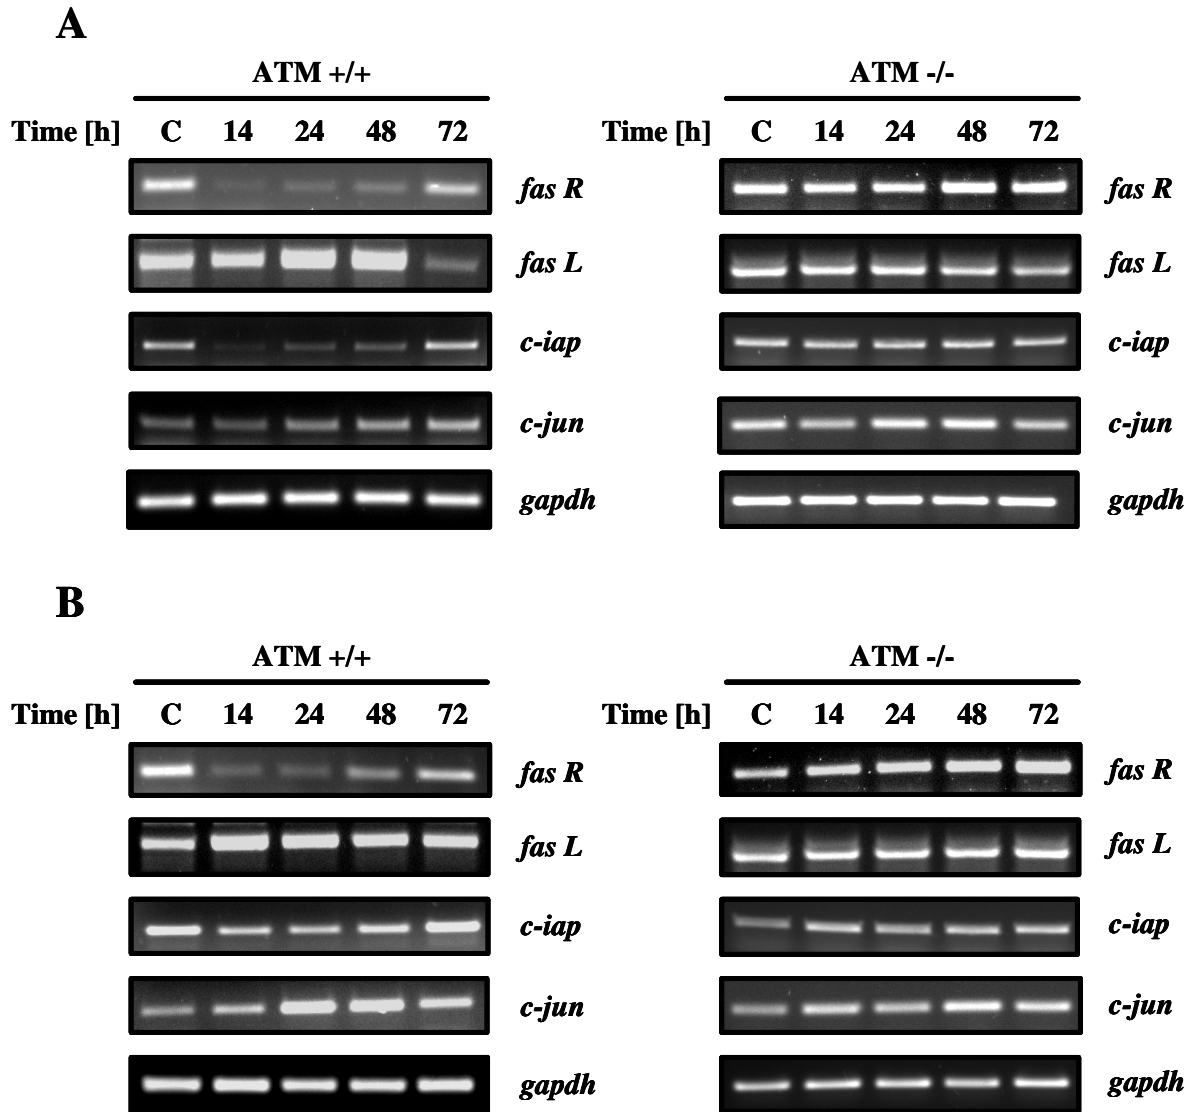 A
ATM +/+ ATM -/-
Time [h] C 14 24 48 72 Time [h] C 14 24 48 72
fas R fas R
fas L fas L
c-iap c-iap
c-jun c-jun
gapdh gapdh
B
ATM +/+ ATM -/-
Time [h] C 14 24 48 72 Time [h] C 14 24 48 72
fas R fas R
fas L fas L
c-iap c-iap
c-jun c-jun
gapdh gapdh